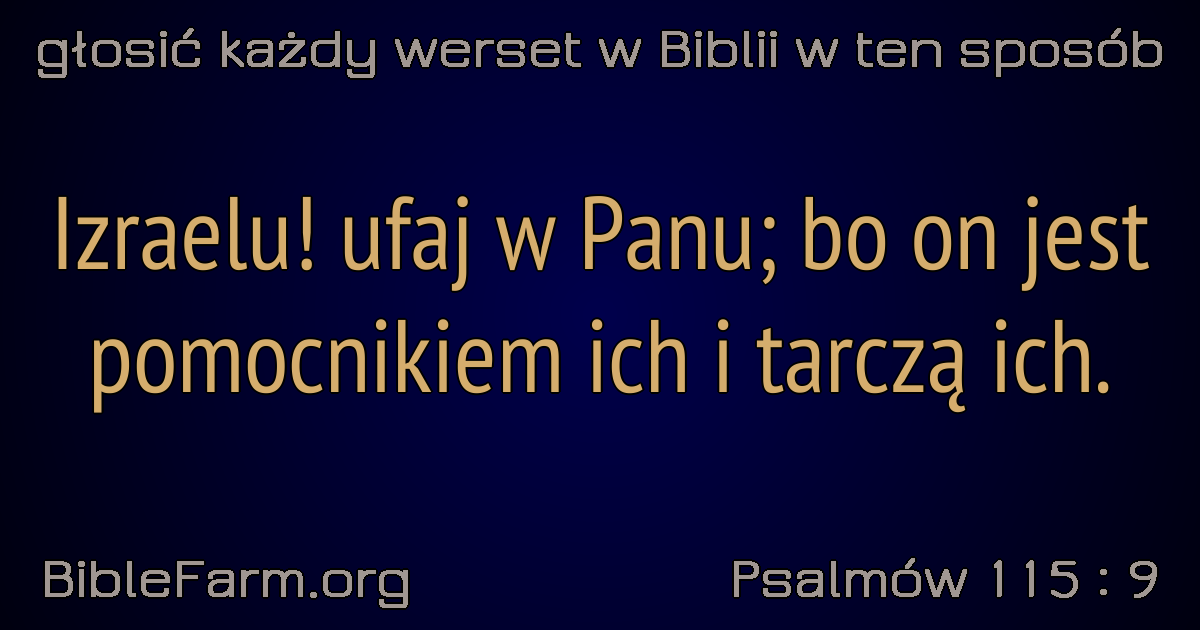 głosić każdy werset w Biblii w ten sposób
Izraelu! ufaj w Panu; bo on jest
pomocnikiem ich i tarczą ich.
BibleFarm.org
Psalmów 115 : 9